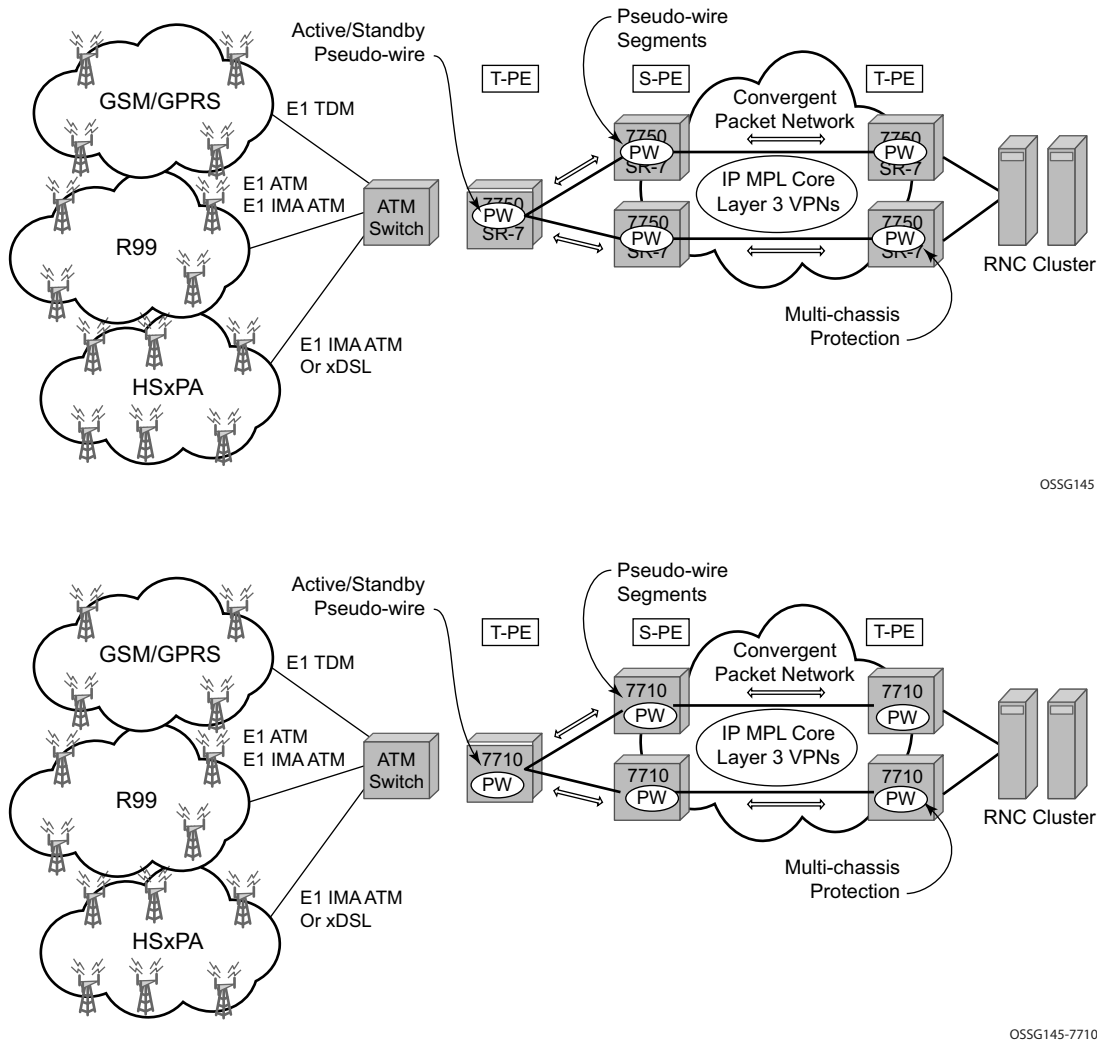 Active/Standby
Pseudo-wire
Pseudo-wire
Segments
T-PE
S-PE
T-PE
GSM/GPRS
E1 TDM
Convergent
Packet Network
7750
PW
7750
PW
SR-7
E1 ATM
E1 IMA ATM
ATM
Switch
7750
PW
SR-7
IP MPL Core
Layer 3 VPNs
R99
7750
PW
SR-7
7750
PW
SR-7
RNC Cluster
Multi-chassis
Protection
E1 IMA ATM
Or xDSL
HSxPA
OSSG145
Active/Standby
Pseudo-wire
Pseudo-wire
Segments
T-PE
S-PE
T-PE
GSM/GPRS
E1 TDM
Convergent
Packet Network
7710
PW
7710
PW
E1 ATM
E1 IMA ATM
ATM
Switch
7710
PW
IP MPL Core
Layer 3 VPNs
R99
7710
PW
7710
PW
RNC Cluster
Multi-chassis
Protection
E1 IMA ATM
Or xDSL
HSxPA
OSSG145-7710